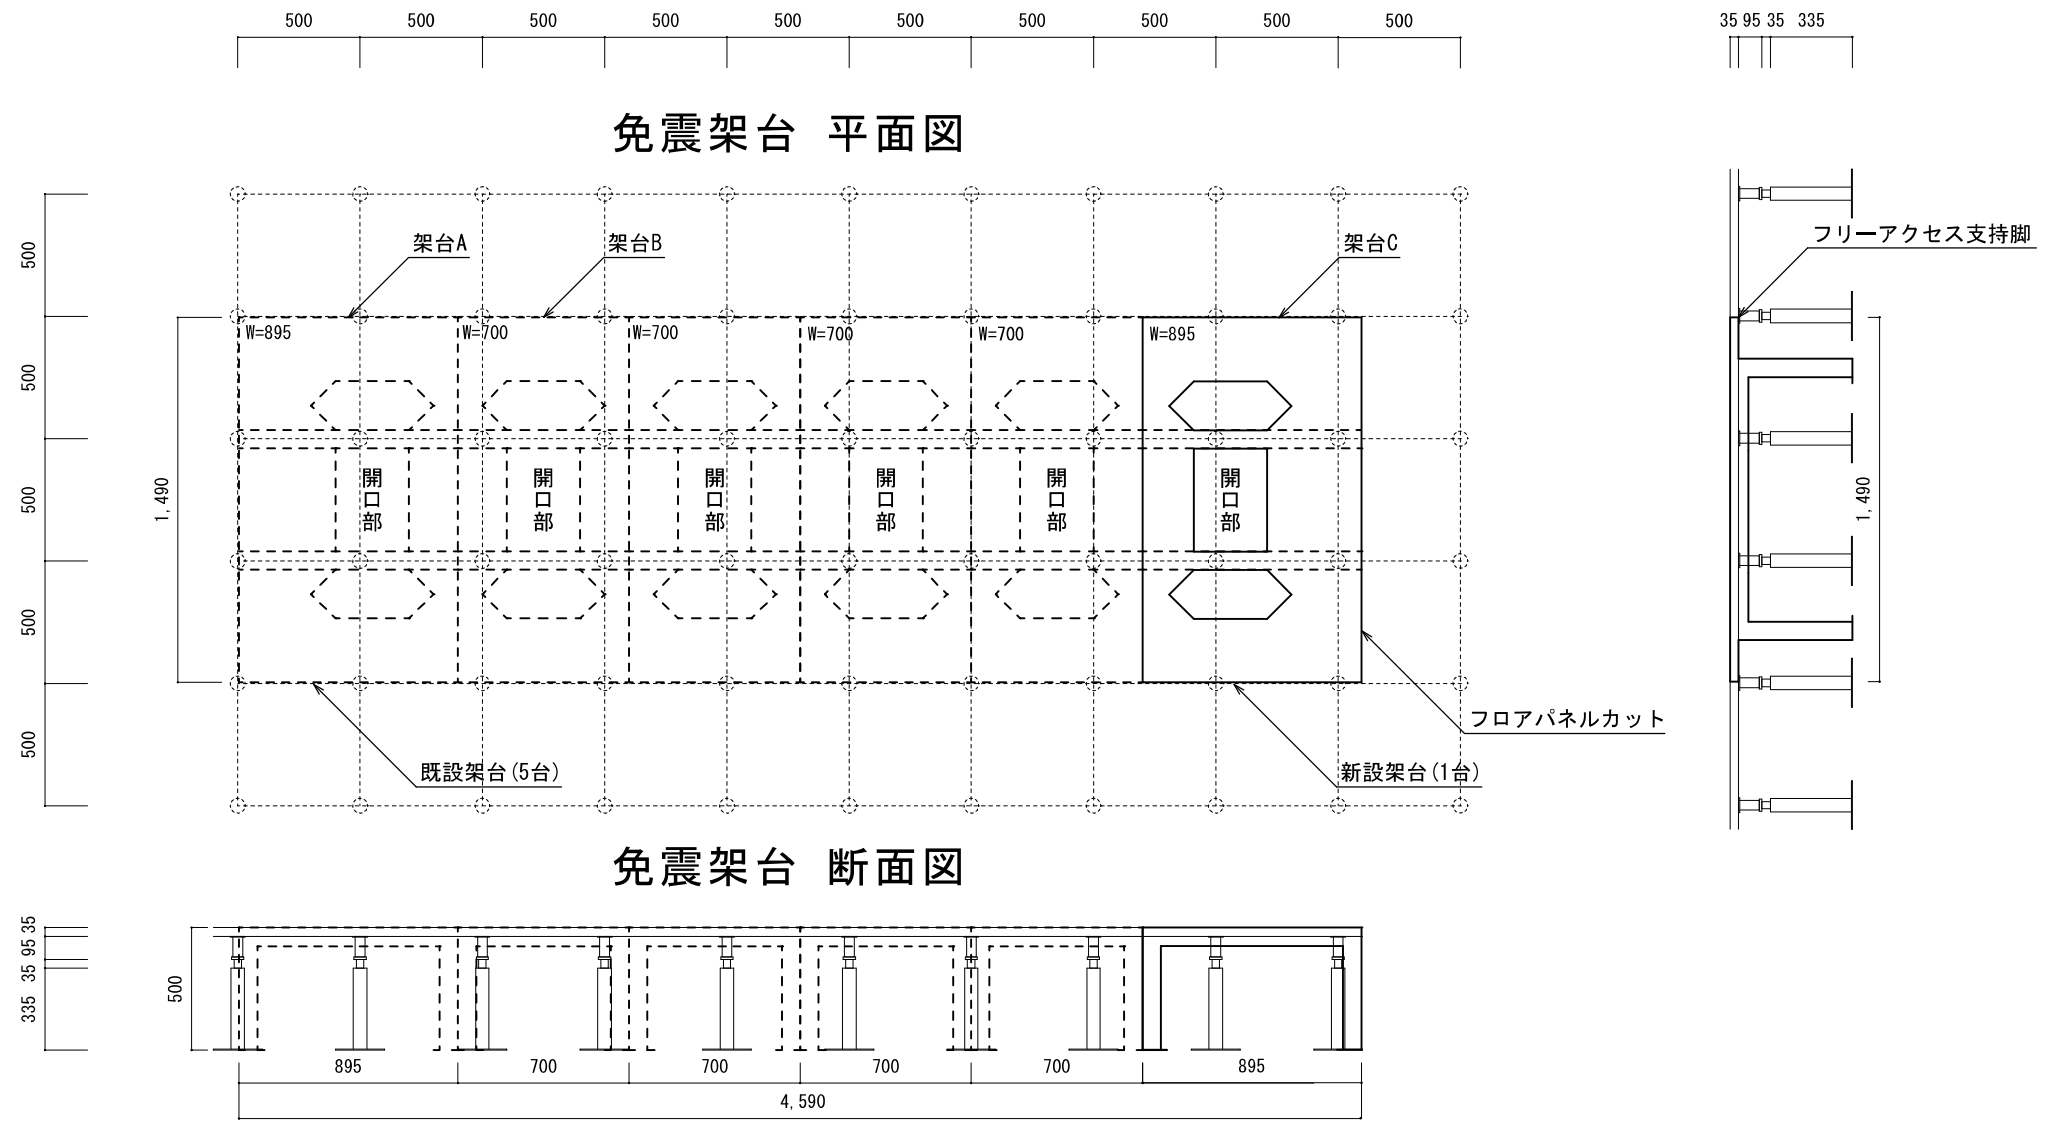 500 500 500 500 500 500 500 500 500 500
35 95 35 335
免震架台 平面図
架台A
架台B
架台C
フリーアクセス支持脚
W=895
W=700
W=700
W=700
W=700
W=895
500
500
500
500
500
1,490
1,490
開口部
開口部
開口部
開口部
開口部
開口部
フロアパネルカット
既設架台(5台)
新設架台(1台)
免震架台 断面図
35
95
35
335
500
895 700 700 700 700 895
4,590